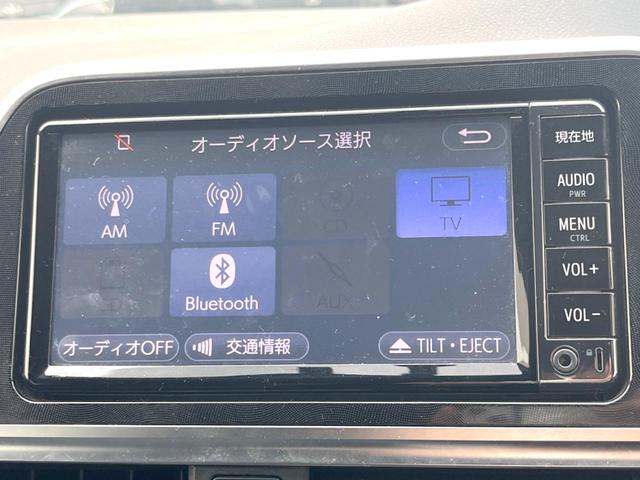 オーディオソース選択
AM
FM
CD
TV
Bluetooth
AUX
オーディオOFF
交通情報
TILT・EJECT
現在地
AUDIO
PWR
MENU
CTRL
VOL+
VOL-